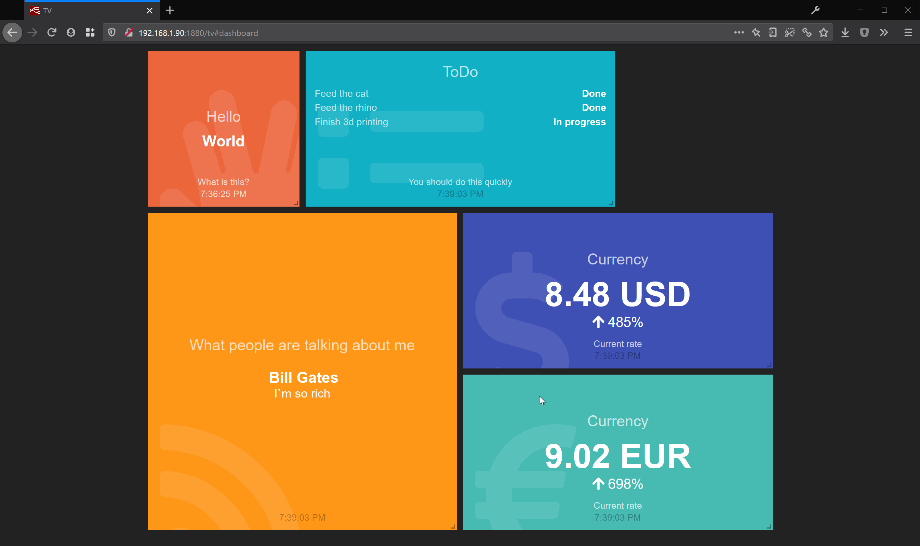 TV
192.168.1.90:1880/tv#dashboard
Hello
World
What is this?
7:36:25 PM
ToDo
Feed the cat Done
Feed the rhino Done
Finish 3d printing In progress
You should do this quickly
7:39:03 PM
What people are talking about me
Bill Gates
I`m so rich
7:39:03 PM
Currency
8.48 USD
485%
Current rate
7:39:03 PM
Currency
9.02 EUR
698%
Current rate
7:39:03 PM